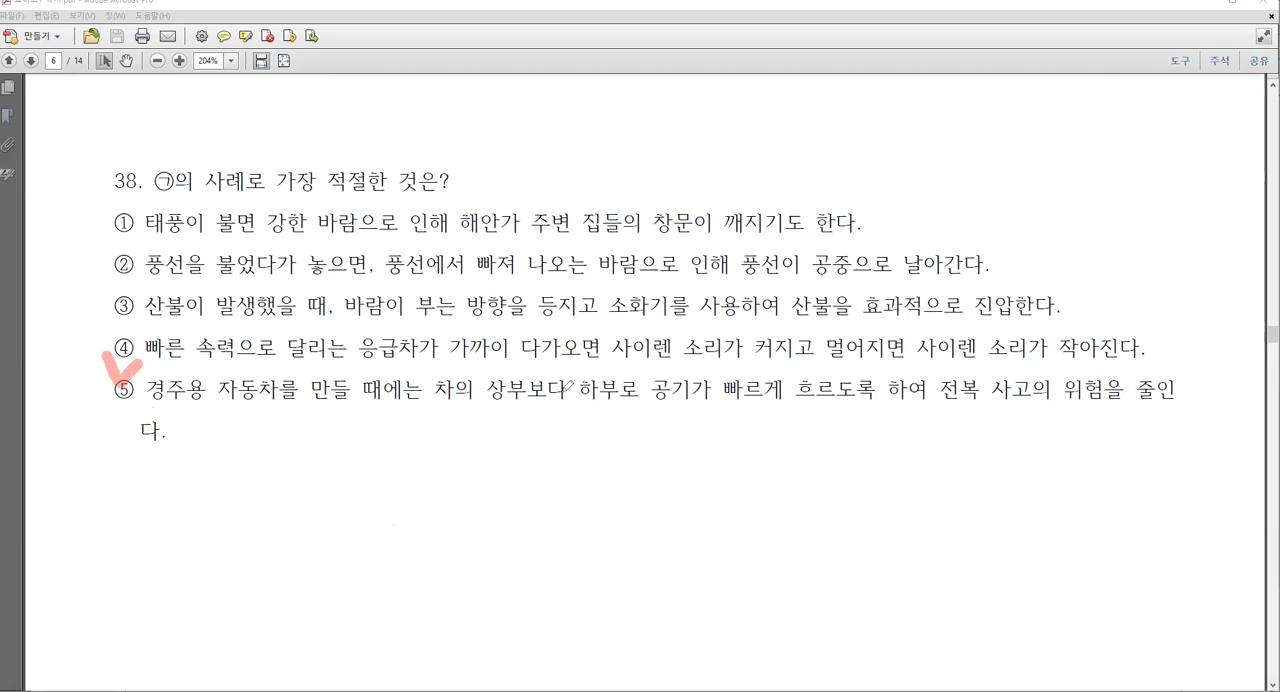 파일(F) 편집(E) 보기(V) 창(W) 도움말(H)
만들기
6 / 14 204% 도구 주석 공유
38. ㉠의 사례로 가장 적절한 것은?
① 태풍이 불면 강한 바람으로 인해 해안가 주변 집들의 창문이 깨지기도 한다.
② 풍선을 불었다가 놓으면, 풍선에서 빠져 나오는 바람으로 인해 풍선이 공중으로 날아간다.
③ 산불이 발생했을 때, 바람이 부는 방향을 등지고 소화기를 사용하여 산불을 효과적으로 진압한다.
④ 빠른 속력으로 달리는 응급차가 가까이 다가오면 사이렌 소리가 커지고 멀어지면 사이렌 소리가 작아진다.
⑤ 경주용 자동차를 만들 때에는 차의 상부보다 하부로 공기가 빠르게 흐르도록 하여 전복 사고의 위험을 줄인
다.